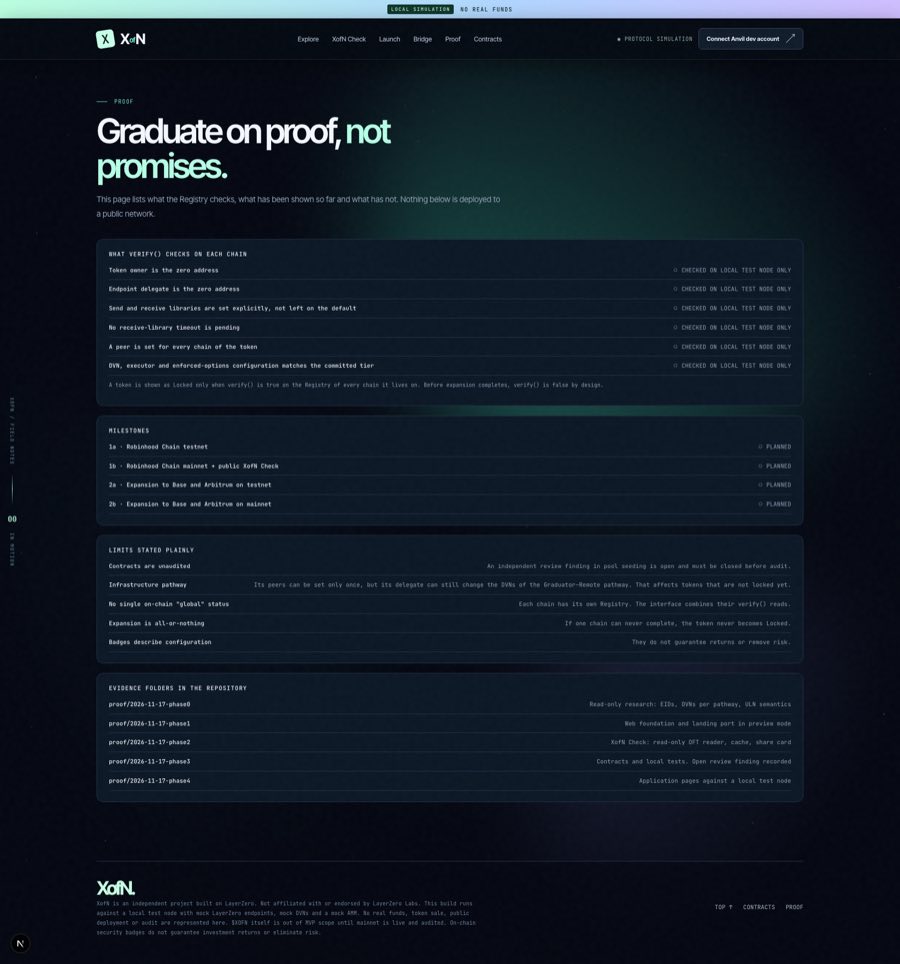 LOCAL SIMULATION NO REAL FUNDS
X XofN Explore XofN Check Launch Bridge Proof Contracts PROTOCOL SIMULATION Connect Anvil dev account
PROOF
Graduate on proof, not
promises.
This page lists what the Registry checks, what has been shown so far and what has not. Nothing below is deployed to
a public network.
WHAT VERIFY() CHECKS ON EACH CHAIN
Token owner is the zero address CHECKED ON LOCAL TEST NODE ONLY
Endpoint delegate is the zero address CHECKED ON LOCAL TEST NODE ONLY
Send and receive libraries are set explicitly, not left on the default CHECKED ON LOCAL TEST NODE ONLY
No receive-library timeout is pending CHECKED ON LOCAL TEST NODE ONLY
A peer is set for every chain of the token CHECKED ON LOCAL TEST NODE ONLY
DVN, executor and enforced-options configuration matches the committed tier CHECKED ON LOCAL TEST NODE ONLY
A token is shown as Locked only when verify() is true on the Registry of every chain it lives on. Before expansion completes, verify() is false by design.
MILESTONES
1a · Robinhood Chain testnet PLANNED
1b · Robinhood Chain mainnet + public XofN Check PLANNED
2a · Expansion to Base and Arbitrum on testnet PLANNED
2b · Expansion to Base and Arbitrum on mainnet PLANNED
XOFN / FIELD NOTES
00
IN MOTION
LIMITS STATED PLAINLY
Contracts are unaudited An independent review finding in pool seeding is open and must be closed before audit.
Infrastructure pathway Its peers can be set only once, but its delegate can still change the DVNs of the Graduator–Remote pathway. That affects tokens that are not locked yet.
No single on-chain "global" status Each chain has its own Registry. The interface combines their verify() reads.
Expansion is all-or-nothing If one chain can never complete, the token never becomes Locked.
Badges describe configuration They do not guarantee returns or remove risk.
EVIDENCE FOLDERS IN THE REPOSITORY
proof/2026-11-17-phase0 Read-only research: EIDs, DVNs per pathway, ULN semantics
proof/2026-11-17-phase1 Web foundation and landing port in preview mode
proof/2026-11-17-phase2 XofN Check: read-only OFT reader, cache, share card
proof/2026-11-17-phase3 Contracts and local tests. Open review finding recorded
proof/2026-11-17-phase4 Application pages against a local test node
XofN.
XofN is an independent project built on LayerZero. Not affiliated with or endorsed by LayerZero Labs. This build runs
against a local test node with mock LayerZero endpoints, mock DVNs and a mock AMM. No real funds, token sale, public
deployment or audit are represented here. $XOFN itself is out of MVP scope until mainnet is live and audited. On-chain
security badges do not guarantee investment returns or eliminate risk.
TOP ↑ CONTRACTS PROOF
N